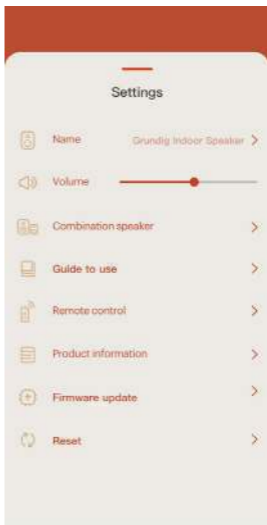 Settings
Name Grundig Indoor Speaker
Volume
Combination speaker
Guide to use
Remote control
Product information
Firmware update
Reset